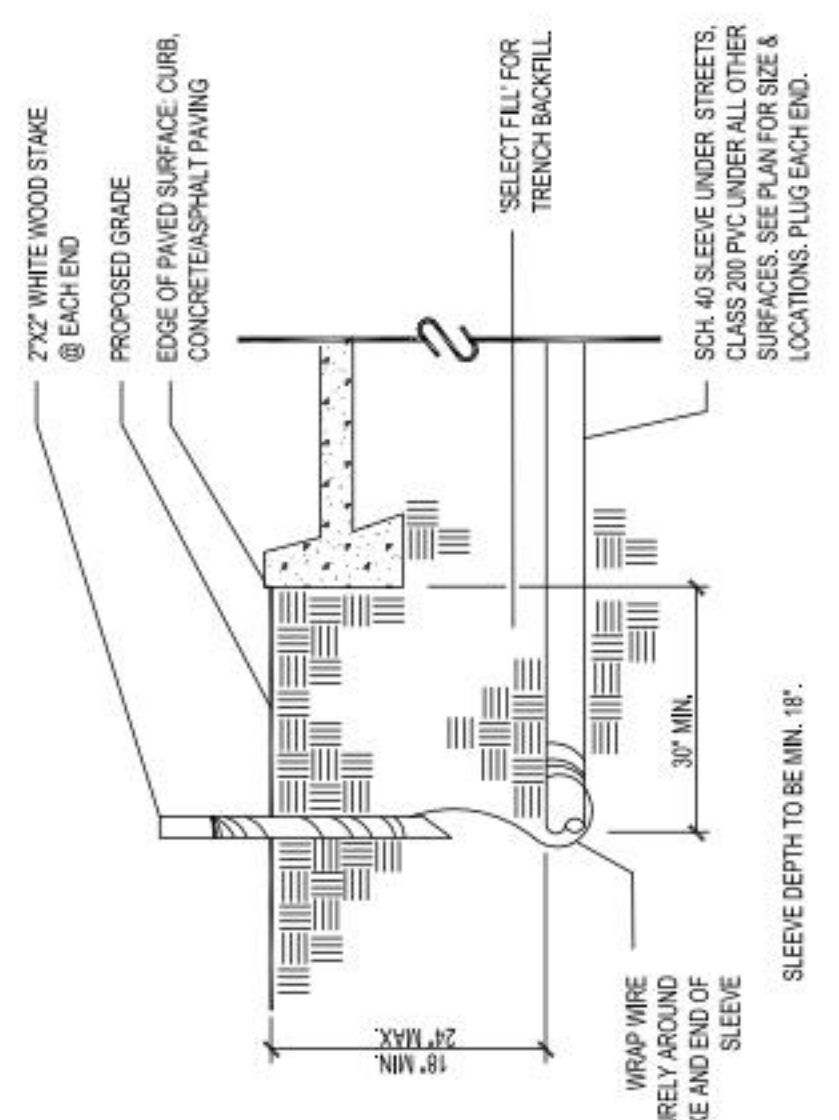 2"X2" WHITE WOOD STAKE
@ EACH END
PROPOSED GRADE
EDGE OF PAVED SURFACE: CURB,
CONCRETE/ASPHALT PAVING
'SELECT FILL' FOR
TRENCH BACKFILL.
SCH. 40 SLEEVE UNDER STREETS,
CLASS 200 PVC UNDER ALL OTHER
SURFACES. SEE PLAN FOR SIZE &
LOCATIONS. PLUG EACH END.
18" MIN.
24" MAX.
30" MIN.
WRAP WIRE
RELY AROUND
KE AND END OF
SLEEVE
SLEEVE DEPTH TO BE MIN. 18".